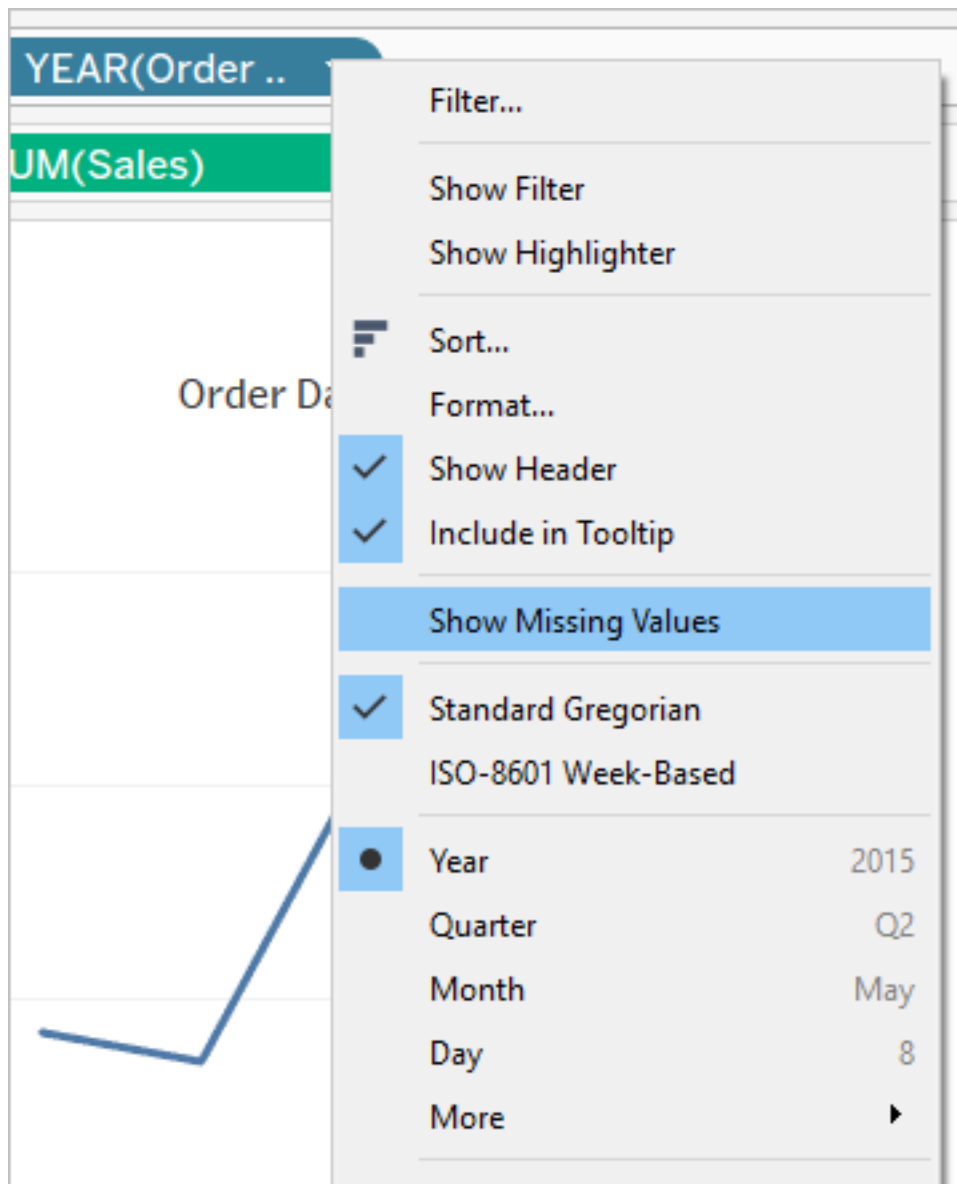 YEAR(Order ..
UM(Sales)
Order Da
Filter...
Show Filter
Show Highlighter
Sort...
Format...
Show Header
Include in Tooltip
Show Missing Values
Standard Gregorian
ISO-8601 Week-Based
Year 2015
Quarter Q2
Month May
Day 8
More